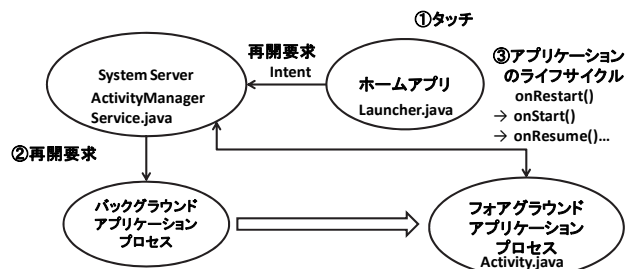 ①タッチ
再開要求
Intent
System Server
ActivityManager
Service.java
ホームアプリ
Launcher.java
③アプリケーション
のライフサイクル
onRestart()
→ onStart()
→ onResume()...
②再開要求
バックグラウンド
アプリケーション
プロセス
フォアグラウンド
アプリケーション
プロセス
Activity.java